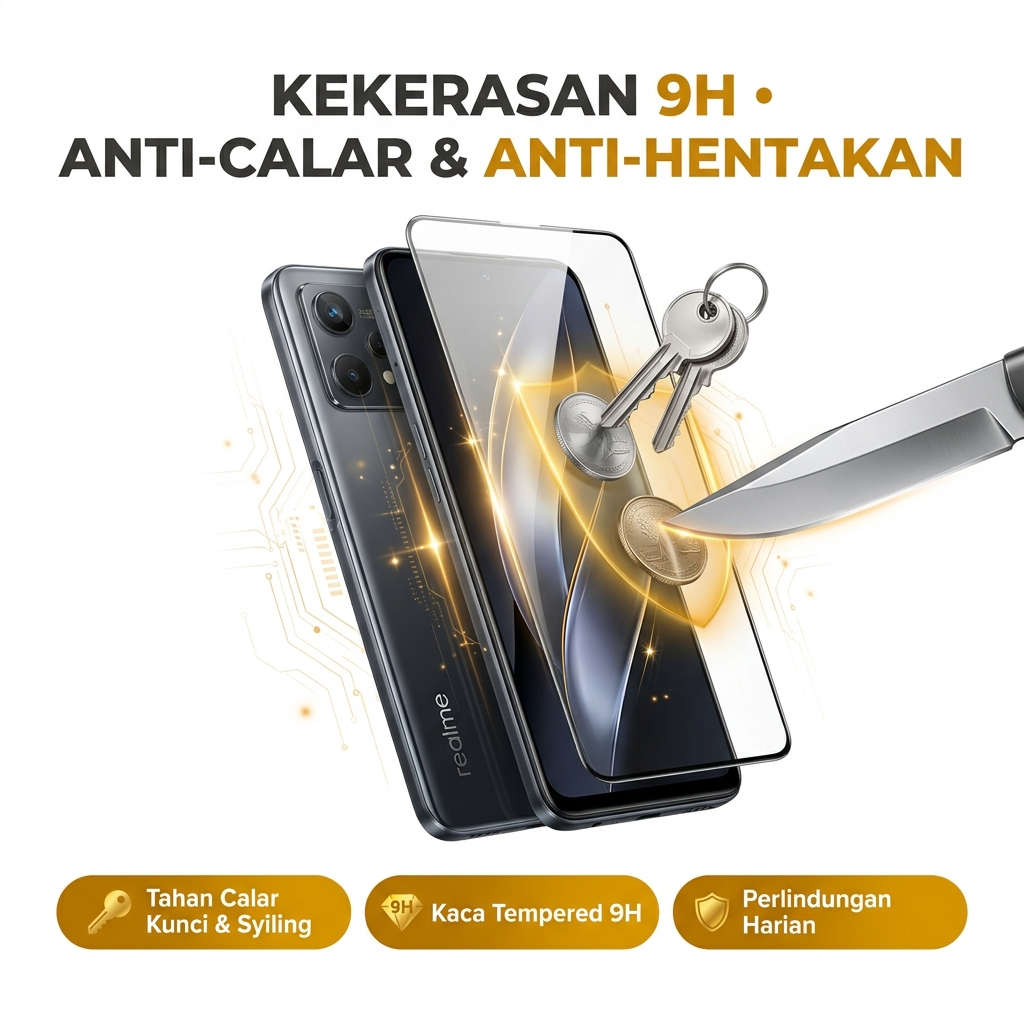 KEKERASAN 9H •
ANTI-CALAR & ANTI-HENTAKAN
realme
Tahan Calar
Kunci & Syiling
9H
Kaca Tempered 9H
Perlindungan
Harian